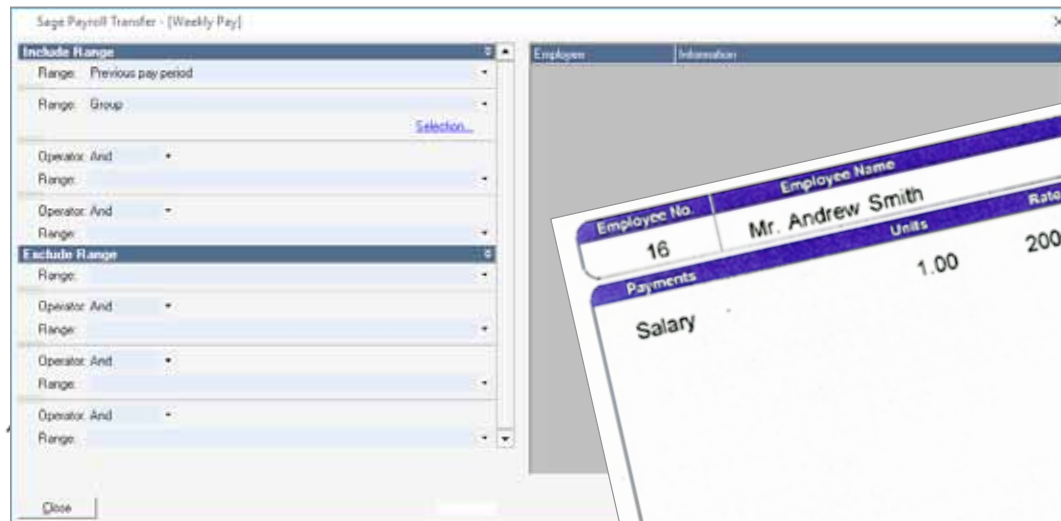 Sage Payroll Transfer - [Weekly Pay]
Include Range
Range: Previous pay period
Range: Group
Selection...
Operator: And
Range:
Operator: And
Range:
Exclude Range
Range:
Operator: And
Range:
Operator: And
Range:
Operator: And
Range:
Close
Employee Information
Employee No. Employee Name
16 Mr. Andrew Smith
Payments Units Rate
Salary 1.00 200